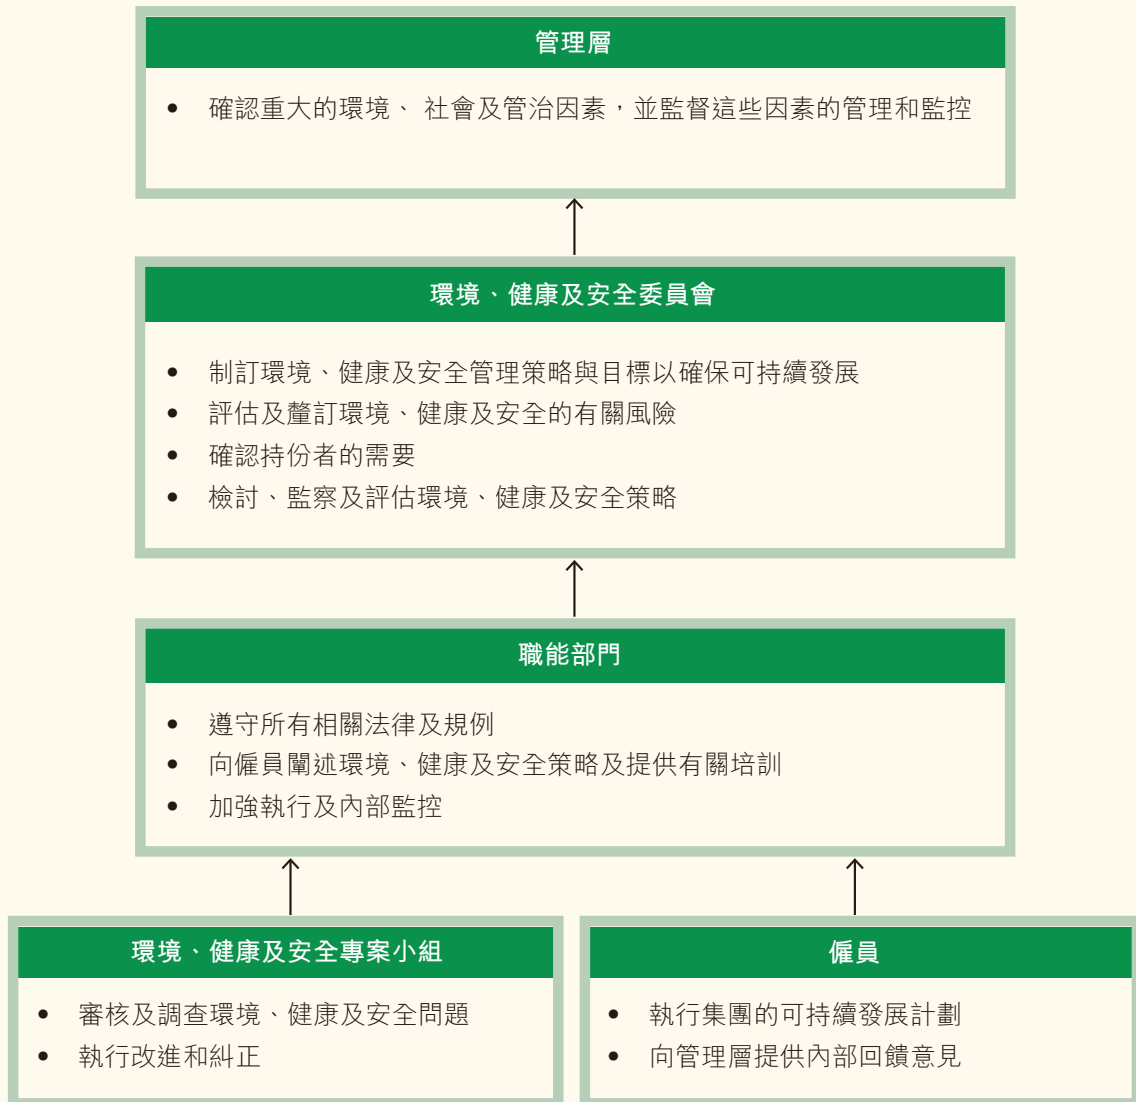 管理層
• 確認重大的環境、 社會及管治因素，並監督這些因素的管理和監控
環境、健康及安全委員會
• 制訂環境、健康及安全管理策略與目標以確保可持續發展
• 評估及釐訂環境、健康及安全的有關風險
• 確認持份者的需要
• 檢討、監察及評估環境、健康及安全策略
職能部門
• 遵守所有相關法律及規例
• 向僱員闡述環境、健康及安全策略及提供有關培訓
• 加強執行及內部監控
環境、健康及安全專案小組
• 審核及調查環境、健康及安全問題
• 執行改進和糾正
僱員
• 執行集團的可持續發展計劃
• 向管理層提供內部回饋意見